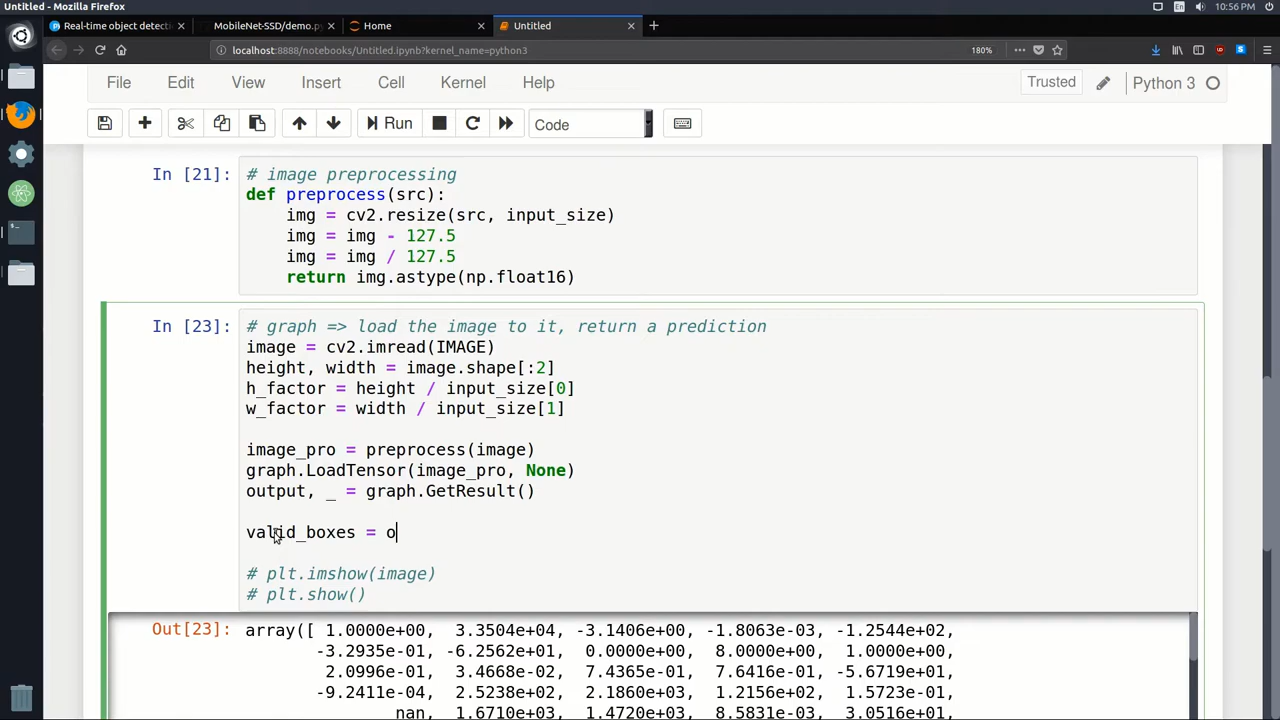 Untitled - Mozilla Firefox
En
10:56 PM
Real-time object detecti
MobileNet-SSD/demo.py
Home
Untitled
localhost:8888/notebooks/Untitled.ipynb?kernel_name=python3
180%
File Edit View Insert Cell Kernel Help
Trusted
Python 3
Run
Code
In [21]:
# image preprocessing
def preprocess(src):
img = cv2.resize(src, input_size)
img = img - 127.5
img = img / 127.5
return img.astype(np.float16)
In [23]:
# graph => load the image to it, return a prediction
image = cv2.imread(IMAGE)
height, width = image.shape[:2]
h_factor = height / input_size[0]
w_factor = width / input_size[1]
image_pro = preprocess(image)
graph.LoadTensor(image_pro, None)
output, _ = graph.GetResult()
valid_boxes = o
# plt.imshow(image)
# plt.show()
Out[23]:
array([ 1.0000e+00, 3.3504e+04, -3.1406e+00, -1.8063e-03, -1.2544e+02,
-3.2935e-01, -6.2562e+01, 0.0000e+00, 8.0000e+00, 1.0000e+00,
2.0996e-01, 3.4668e-02, 7.4365e-01, 7.6416e-01, -5.6719e+01,
-9.2411e-04, 2.5238e+02, 2.1860e+03, 1.2156e+02, 1.5723e-01,
nan, 1.6710e+03, 1.4720e+03, 8.5831e-03, 3.0516e+01,